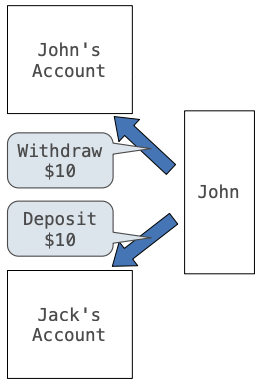 John's
Account
Withdraw
$10
John
Deposit
$10
Jack's
Account